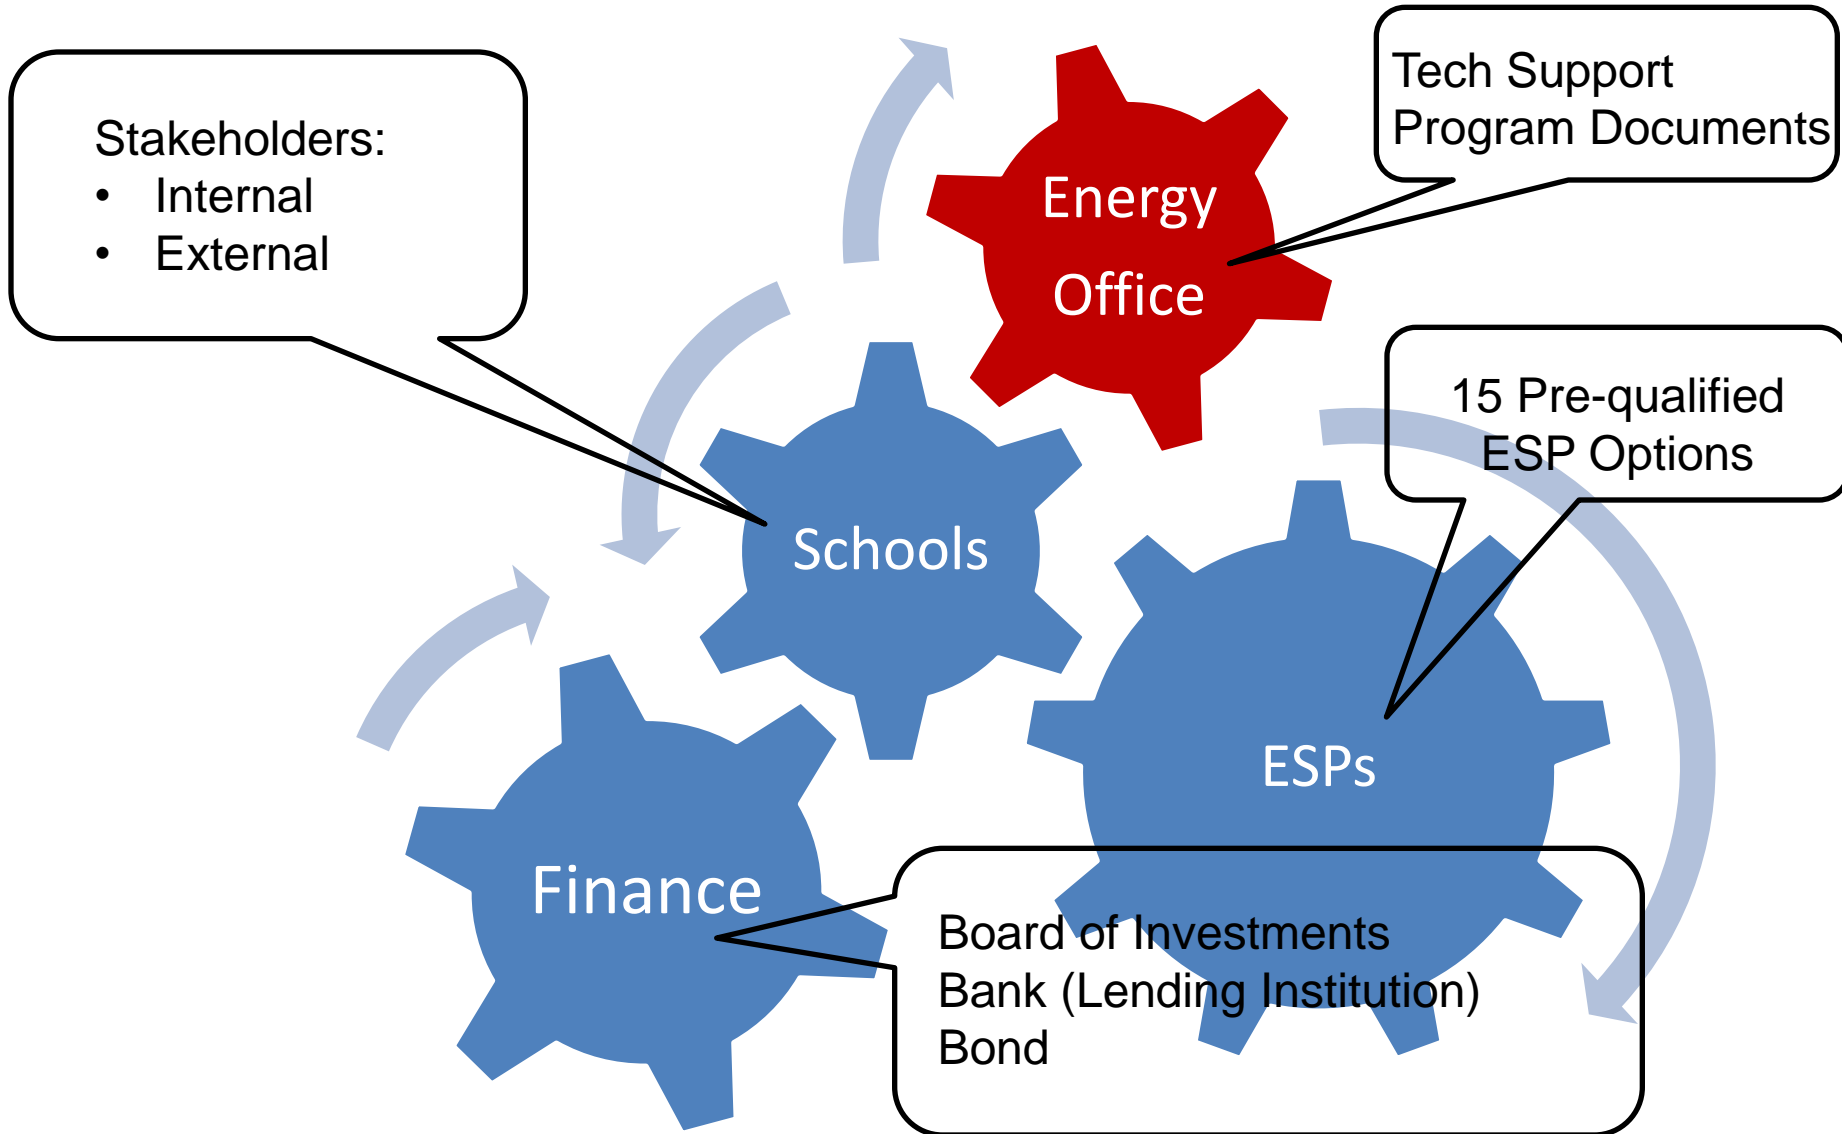 Stakeholders:
• Internal
• External
Tech Support
Program Documents
Energy
Office
15 Pre-qualified
ESP Options
Schools
ESPs
Finance
Board of Investments
Bank (Lending Institution)
Bond